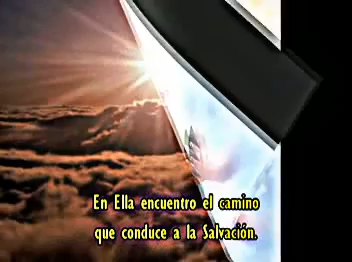 En Ella encuentro el camino
que conduce a la Salvación.